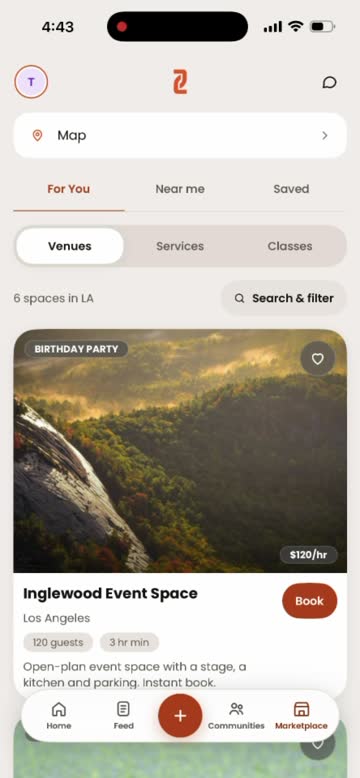 4:43
T
Map
For You
Near me
Saved
Venues
Services
Classes
6 spaces in LA
Search & filter
BIRTHDAY PARTY
$120/hr
Inglewood Event Space
Book
Los Angeles
120 guests
3 hr min
Open-plan event space with a stage, a
kitchen and parking. Instant book.
Home
Feed
Communities
Marketplace